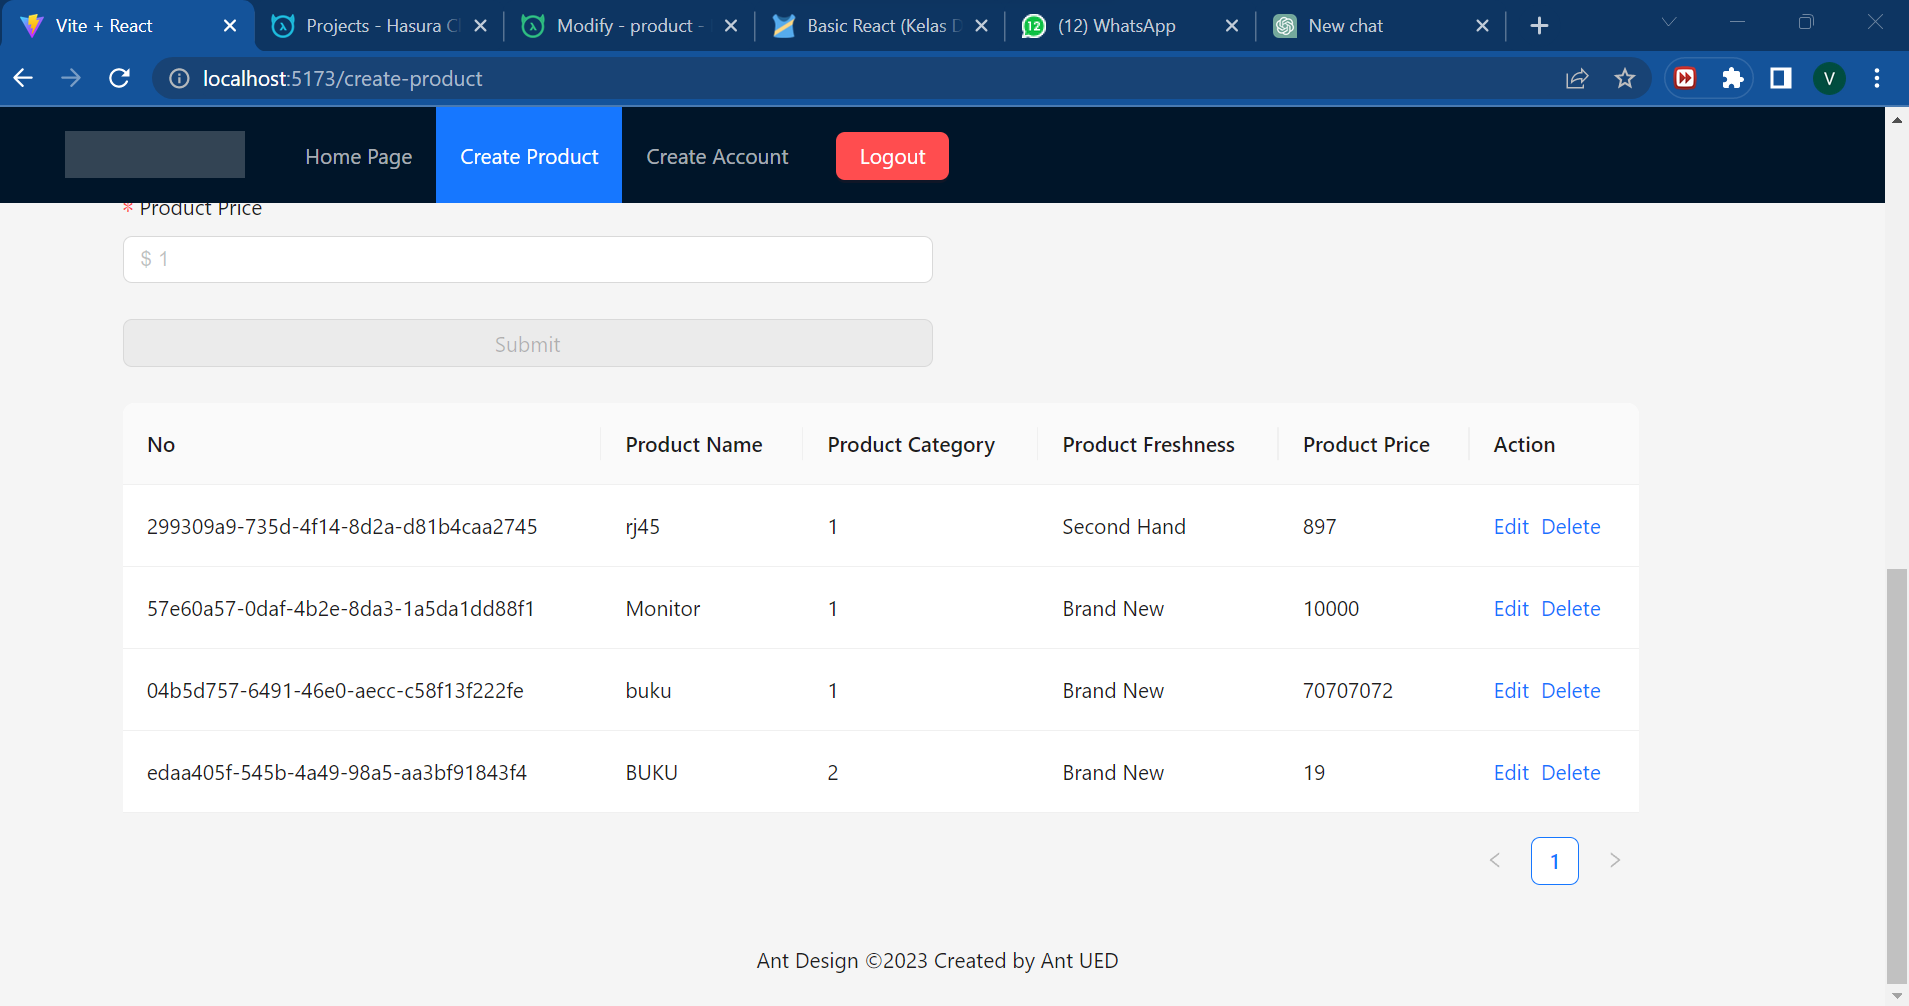 Vite + React
Projects - Hasura Cl
Modify - product -
Basic React (Kelas D
12
(12) WhatsApp
New chat
localhost:5173/create-product
V
Home Page
Create Product
Create Account
Logout
* Product Price
$ 1
Submit
No Product Name Product Category Product Freshness Product Price Action
299309a9-735d-4f14-8d2a-d81b4caa2745 rj45 1 Second Hand 897 Edit Delete
57e60a57-0daf-4b2e-8da3-1a5da1dd88f1 Monitor 1 Brand New 10000 Edit Delete
04b5d757-6491-46e0-aecc-c58f13f222fe buku 1 Brand New 70707072 Edit Delete
edaa405f-545b-4a49-98a5-aa3bf91843f4 BUKU 2 Brand New 19 Edit Delete
1
Ant Design ©2023 Created by Ant UED